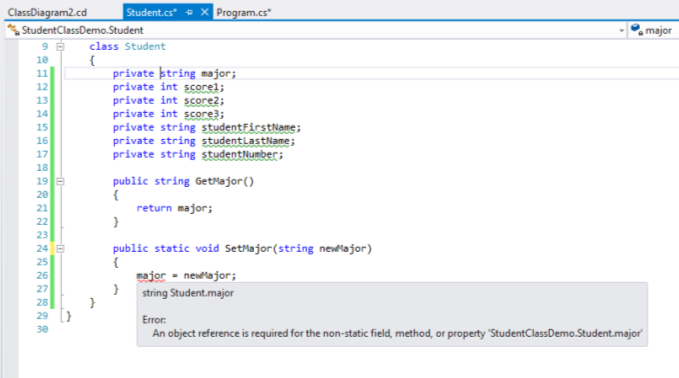 ClassDiagram2.cd Student.cs* Program.cs*
StudentClassDemo.Student major
9 class Student
10 {
11 private string major;
12 private int score1;
13 private int score2;
14 private int score3;
15 private string studentFirstName;
16 private string studentLastName;
17 private string studentNumber;
18
19 public string GetMajor()
20 {
21 return major;
22 }
23
24 public static void SetMajor(string newMajor)
25 {
26 major = newMajor;
27 }
string Student.major
28 }
29 }
Error:
30
An object reference is required for the non-static field, method, or property 'StudentClassDemo.Student.major'